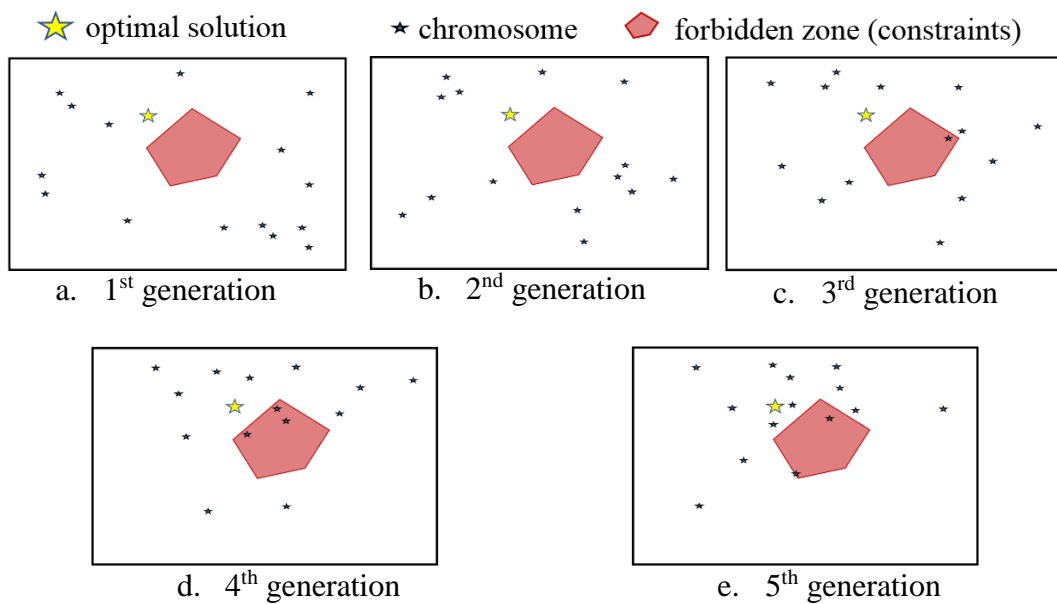 optimal solution chromosome forbidden zone (constraints)
a. 1st generation b. 2nd generation c. 3rd generation
d. 4th generation e. 5th generation